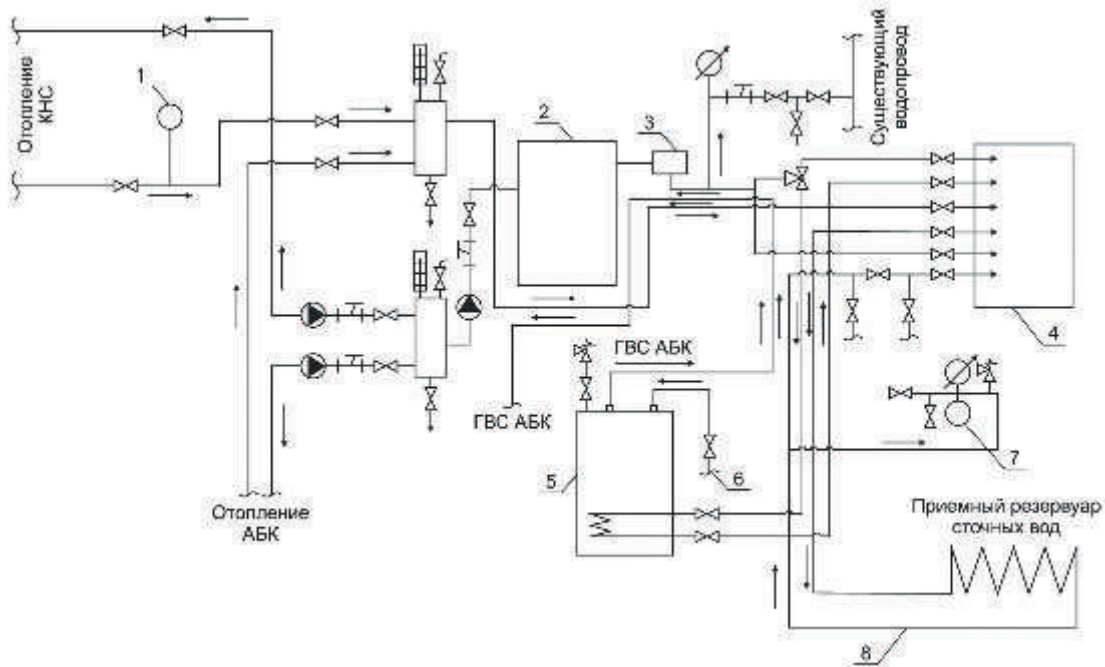 Отопление
КНС
1
2
3
Существующий
водопровод
4
ГВС АБК
ГВС АБК
5
6
7
Отопление
АБК
Приемный резервуар
сточных вод
8